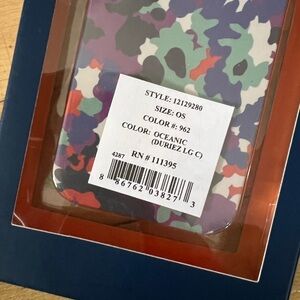 STYLE: 12129280
SIZE: OS
COLOR #: 962
COLOR: OCEANIC
(DURIEZ LG C)
4287 RN # 111395
8 86762 03827 3